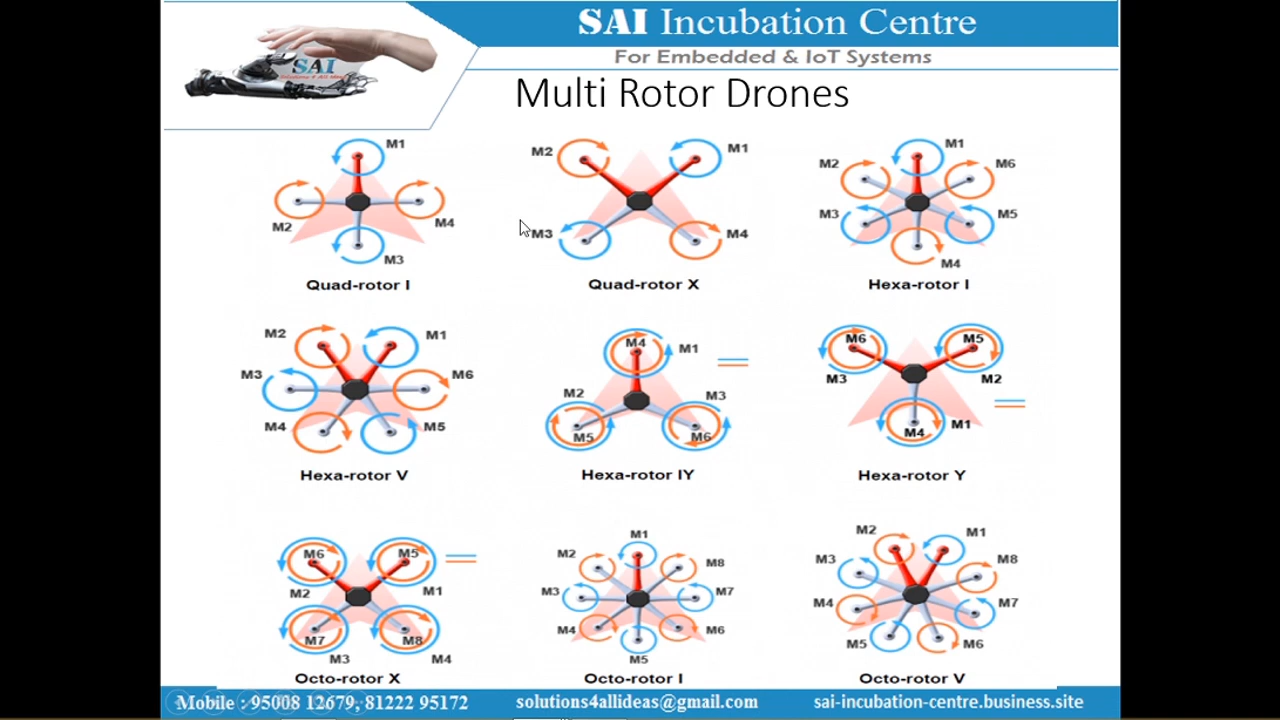 SAI Incubation Centre
For Embedded & IoT Systems
SAI
Multi Rotor Drones
M1
M2
M4
M3
Quad-rotor I
M2
M1
M3
M4
Quad-rotor X
M1
M2
M6
M3
M5
M4
Hexa-rotor I
M2
M1
M3
M6
M4
M5
Hexa-rotor V
M4
M1
M2
M3
M5
M6
Hexa-rotor IY
M6
M5
M3
M2
M4
M1
Hexa-rotor Y
M6
M5
M2
M1
M7
M8
M3
M4
Octo-rotor X
M1
M2
M8
M3
M7
M4
M6
M5
Octo-rotor I
M2
M1
M3
M8
M4
M7
M5
M6
Octo-rotor V
Mobile : 95008 12679, 81222 95172
solutions4allideas@gmail.com
sai-incubation-centre.business.site